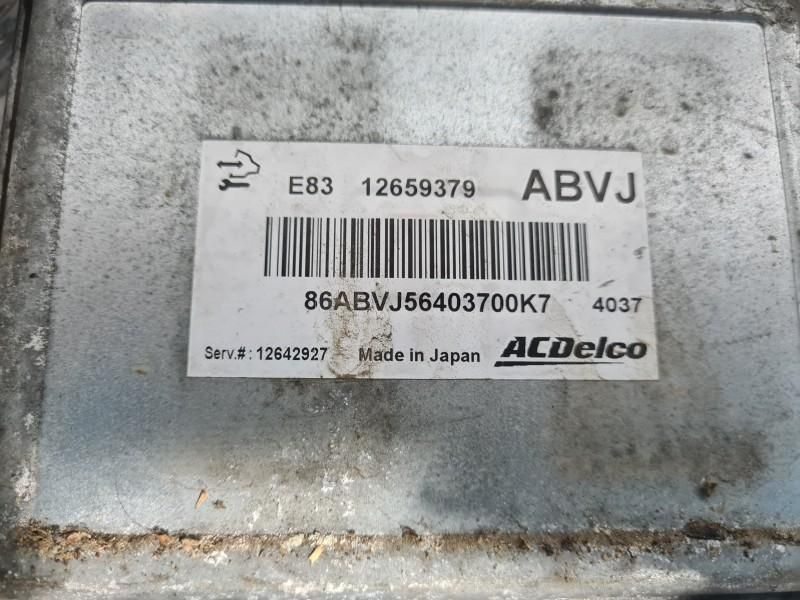 E83 12659379 ABVJ
86ABVJ56403700K7 4037
Serv.#: 12642927 Made in Japan ACDelco